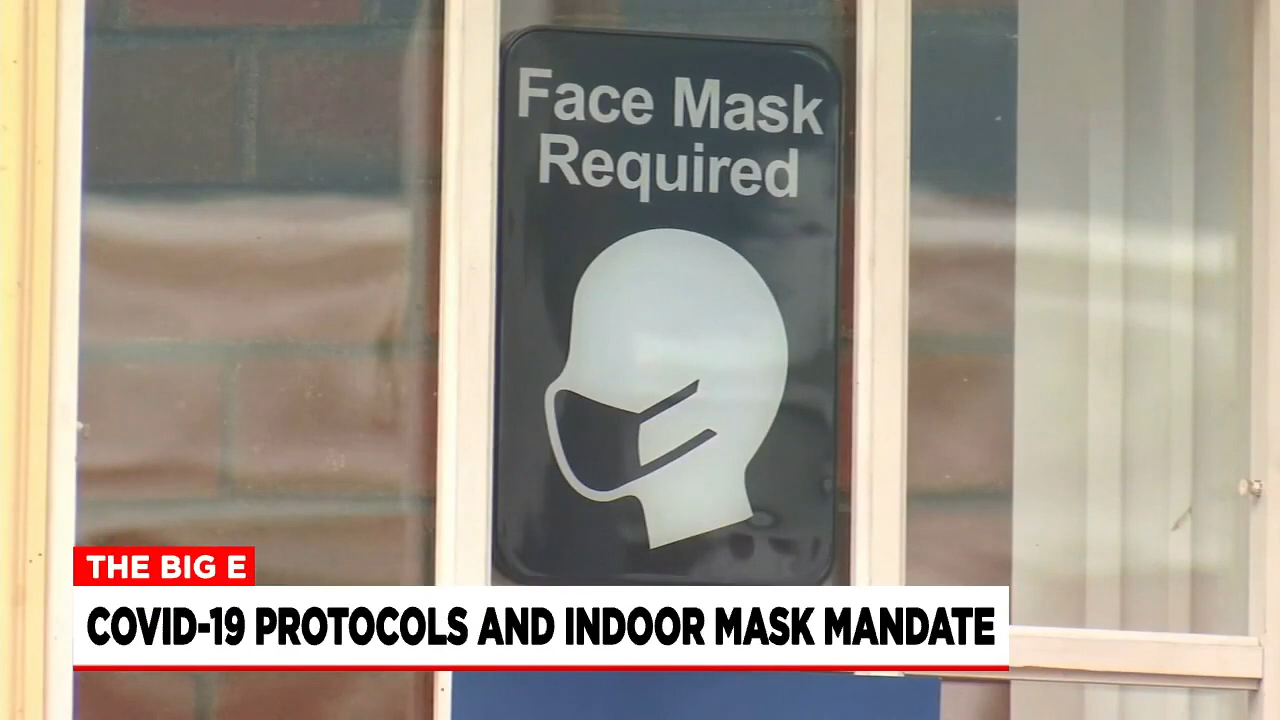 Face Mask
Required
THE BIG E
COVID-19 PROTOCOLS AND INDOOR MASK MANDATE